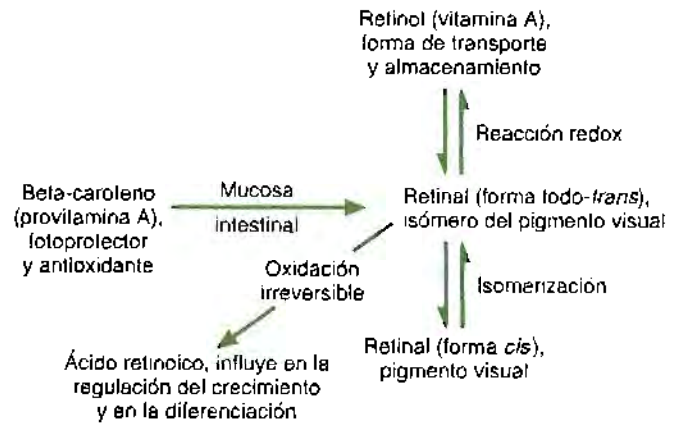 Retinol (vitamina A),
forma de transporte
y almacenamiento
Reacción redox
Beta-caroteno
(provitamina A),
fotoprotector
y antioxidante
Mucosa
intestinal
Retinal (forma todo-trans),
isómero del pigmento visual
Oxidación
irreversible
Isomerización
Ácido retinoico, influye en la
regulación del crecimiento
y en la diferenciación
Retinal (forma cis),
pigmento visual